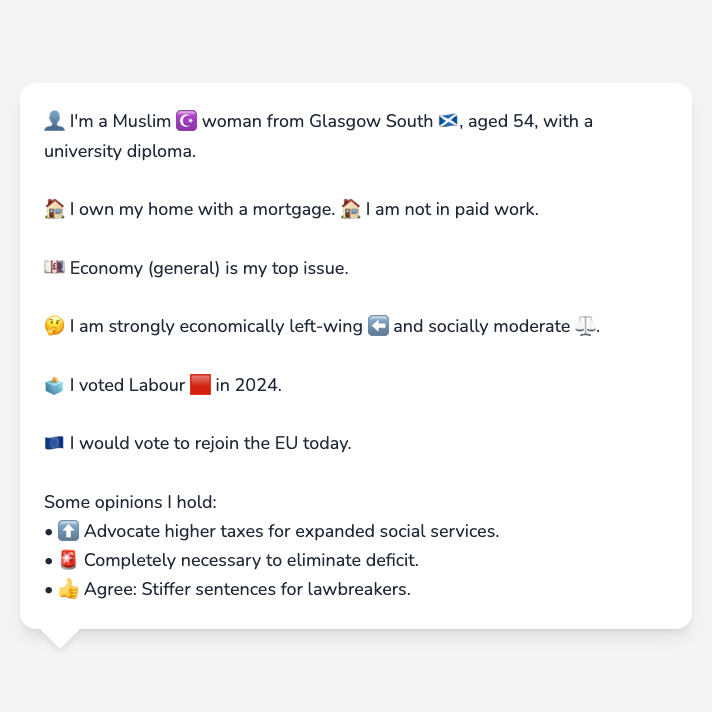 👤 I'm a Muslim ☪️ woman from Glasgow South 🏴󠁧󠁢󠁳󠁣󠁴󠁿, aged 54, with a
university diploma.
🏠 I own my home with a mortgage. 🏠 I am not in paid work.
💷 Economy (general) is my top issue.
🤔 I am strongly economically left-wing ⬅️ and socially moderate ⚖️.
🗳️ I voted Labour 🟥 in 2024.
🇪🇺 I would vote to rejoin the EU today.
Some opinions I hold:
• ⬆️ Advocate higher taxes for expanded social services.
• 🚨 Completely necessary to eliminate deficit.
• 👍 Agree: Stiffer sentences for lawbreakers.